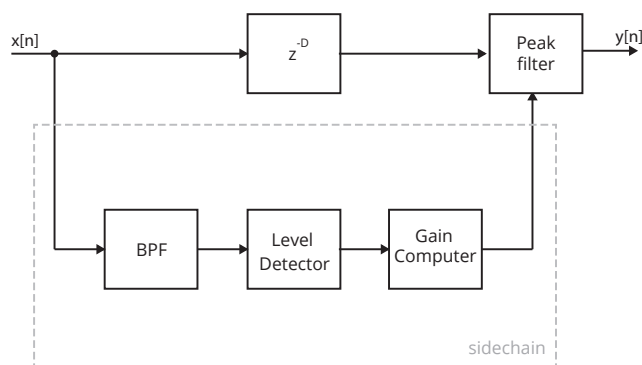 x[n]
z^-D
Peak
filter
y[n]
BPF
Level
Detector
Gain
Computer
sidechain